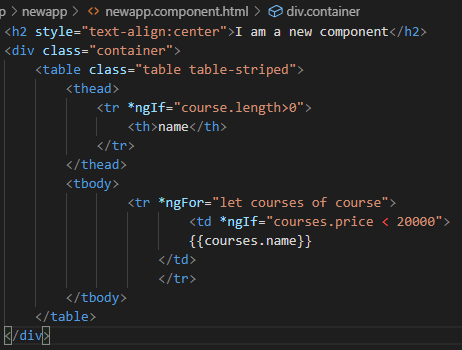 p > newapp > <> newapp.component.html > div.container
<h2 style="text-align:center">I am a new component</h2>
<div class="container">
    <table class="table table-striped">
        <thead>
            <tr *ngIf="course.length>0">
                <th>name</th>
            </tr>
        </thead>
        <tbody>
                <tr *ngFor="let courses of course">
                        <td *ngIf="courses.price < 20000">
                        {{courses.name}}
                    </td>
                    </tr>
        </tbody>
    </table>
</div>